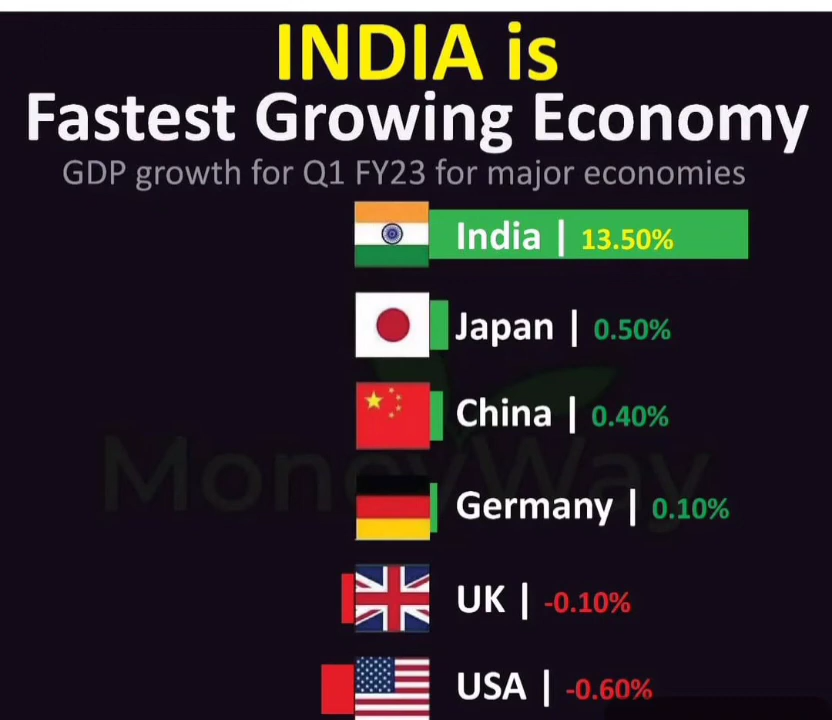 INDIA is
Fastest Growing Economy
GDP growth for Q1 FY23 for major economies
India | 13.50%
Japan | 0.50%
China | 0.40%
Germany | 0.10%
UK | -0.10%
USA | -0.60%
MoneyWay